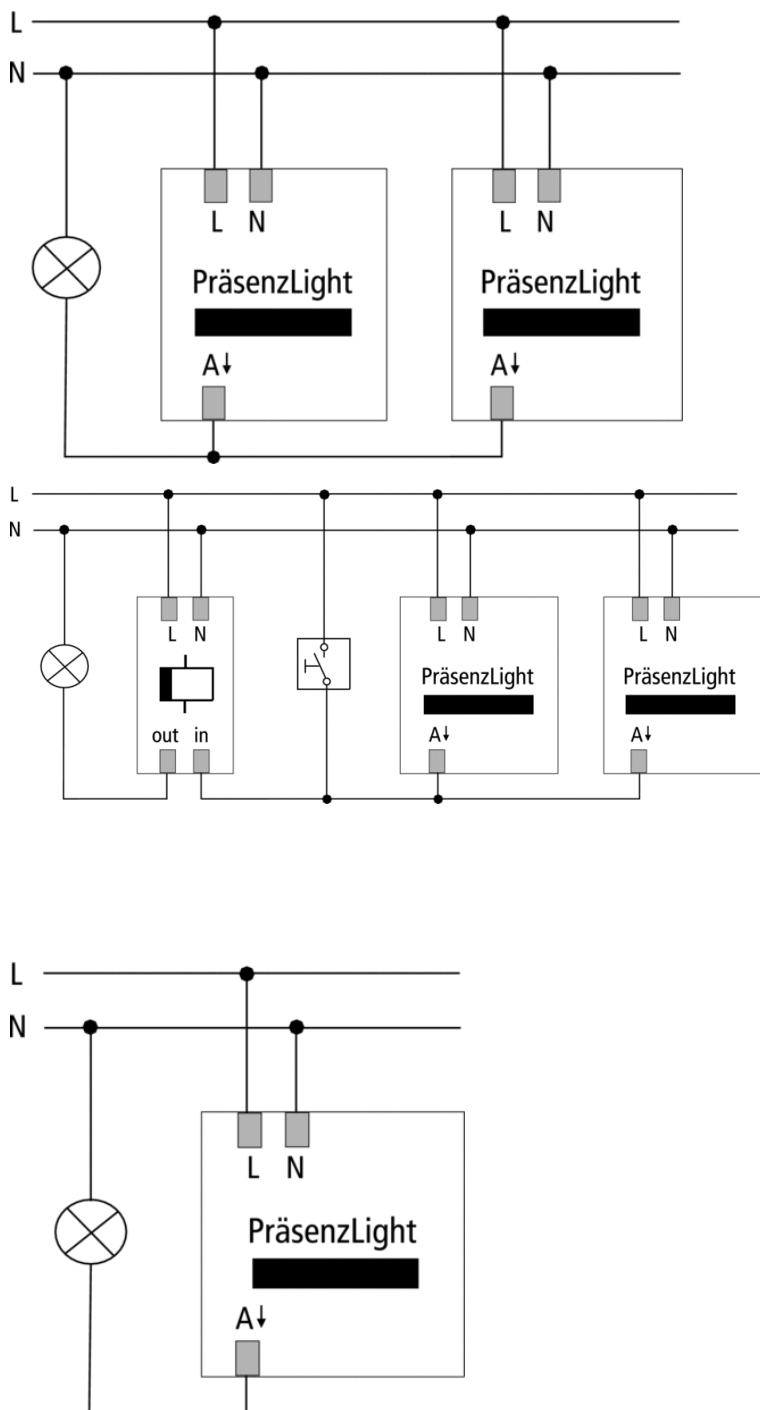 L
N
L N L N
PräsenzLight PräsenzLight
A↓ A↓
L
N
L N L N L N
PräsenzLight PräsenzLight
out in A↓ A↓
L
N
L N
PräsenzLight
A↓